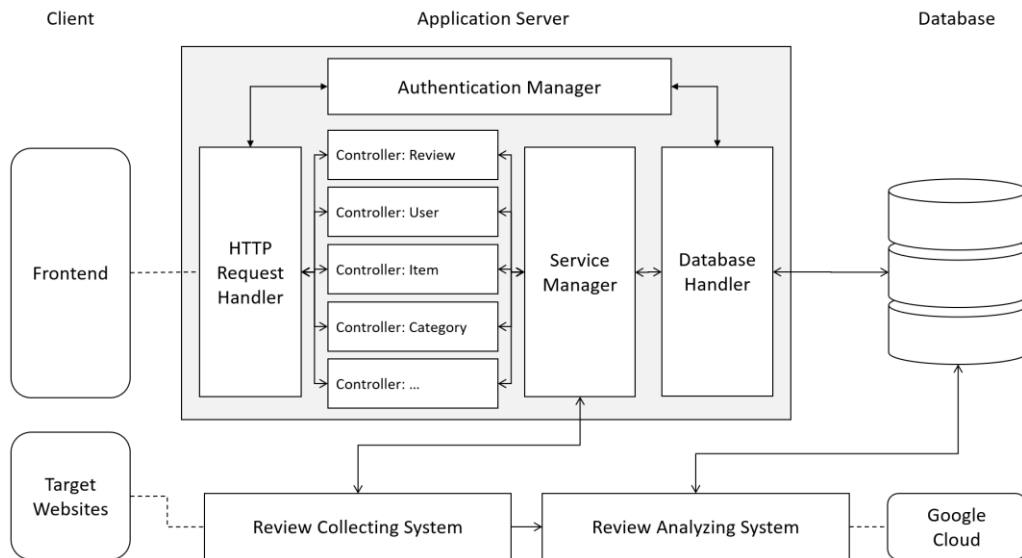 Client
Application Server
Database
Authentication Manager
Controller: Review
Controller: User
Controller: Item
Controller: Category
Controller: ...
HTTP
Request
Handler
Service
Manager
Database
Handler
Frontend
Target
Websites
Review Collecting System
Review Analyzing System
Google
Cloud